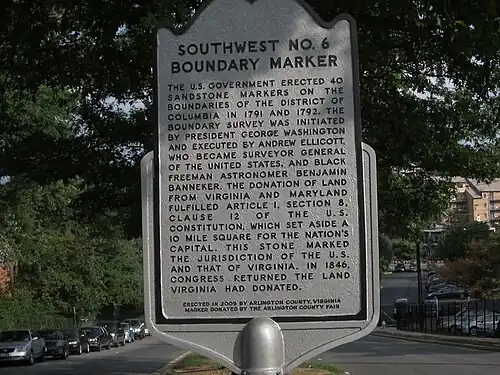 SOUTHWEST NO. 6
BOUNDARY MARKER
THE U.S. GOVERNMENT ERECTED 40
SANDSTONE MARKERS ON THE
BOUNDARIES OF THE DISTRICT OF
COLUMBIA IN 1791 AND 1792. THE
BOUNDARY SURVEY WAS INITIATED
BY PRESIDENT GEORGE WASHINGTON
AND EXECUTED BY ANDREW ELLICOTT,
WHO BECAME SURVEYOR GENERAL
OF THE UNITED STATES, AND BLACK
FREEMAN ASTRONOMER BENJAMIN
BANNEKER. THE DONATION OF LAND
FROM VIRGINIA AND MARYLAND
FULFILLED ARTICLE I, SECTION 8,
CLAUSE 12 OF THE U.S.
CONSTITUTION, WHICH SET ASIDE A
10 MILE SQUARE FOR THE NATION'S
CAPITAL. THIS STONE MARKED
THE JURISDICTION OF THE U.S.
AND THAT OF VIRGINIA. IN 1846,
CONGRESS RETURNED THE LAND
VIRGINIA HAD DONATED.
ERECTED IN 2005 BY ARLINGTON COUNTY, VIRGINIA
MARKER DONATED BY THE ARLINGTON COUNTY FAIR